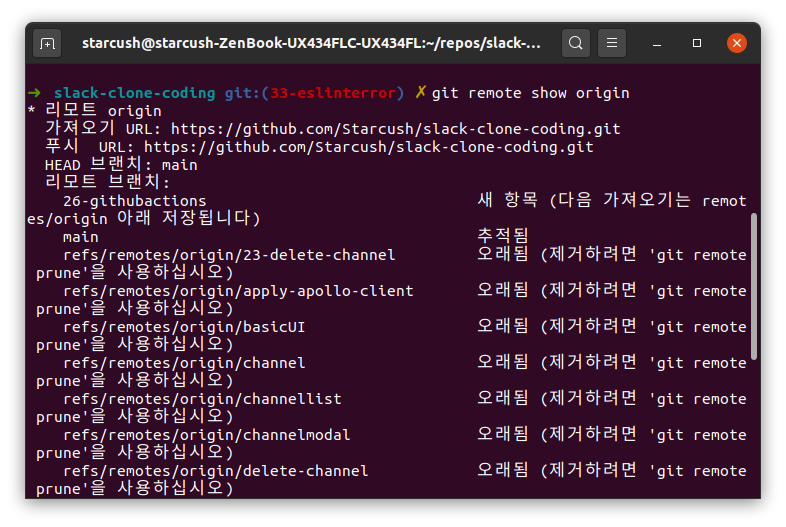 starcush@starcush-ZenBook-UX434FLC-UX434FL:~/repos/slack-...
➜ slack-clone-coding git:(33-eslinterror) ✗ git remote show origin
* 리모트 origin
가져오기 URL: https://github.com/Starcush/slack-clone-coding.git
푸시 URL: https://github.com/Starcush/slack-clone-coding.git
HEAD 브랜치: main
리모트 브랜치:
26-githubactions 새 항목 (다음 가져오기는 remot
es/origin 아래 저장됩니다)
main 추적됨
refs/remotes/origin/23-delete-channel 오래됨 (제거하려면 'git remote
prune'을 사용하십시오)
refs/remotes/origin/apply-apollo-client 오래됨 (제거하려면 'git remote
prune'을 사용하십시오)
refs/remotes/origin/basicUI 오래됨 (제거하려면 'git remote
prune'을 사용하십시오)
refs/remotes/origin/channel 오래됨 (제거하려면 'git remote
prune'을 사용하십시오)
refs/remotes/origin/channellist 오래됨 (제거하려면 'git remote
prune'을 사용하십시오)
refs/remotes/origin/channelmodal 오래됨 (제거하려면 'git remote
prune'을 사용하십시오)
refs/remotes/origin/delete-channel 오래됨 (제거하려면 'git remote
prune'을 사용하십시오)